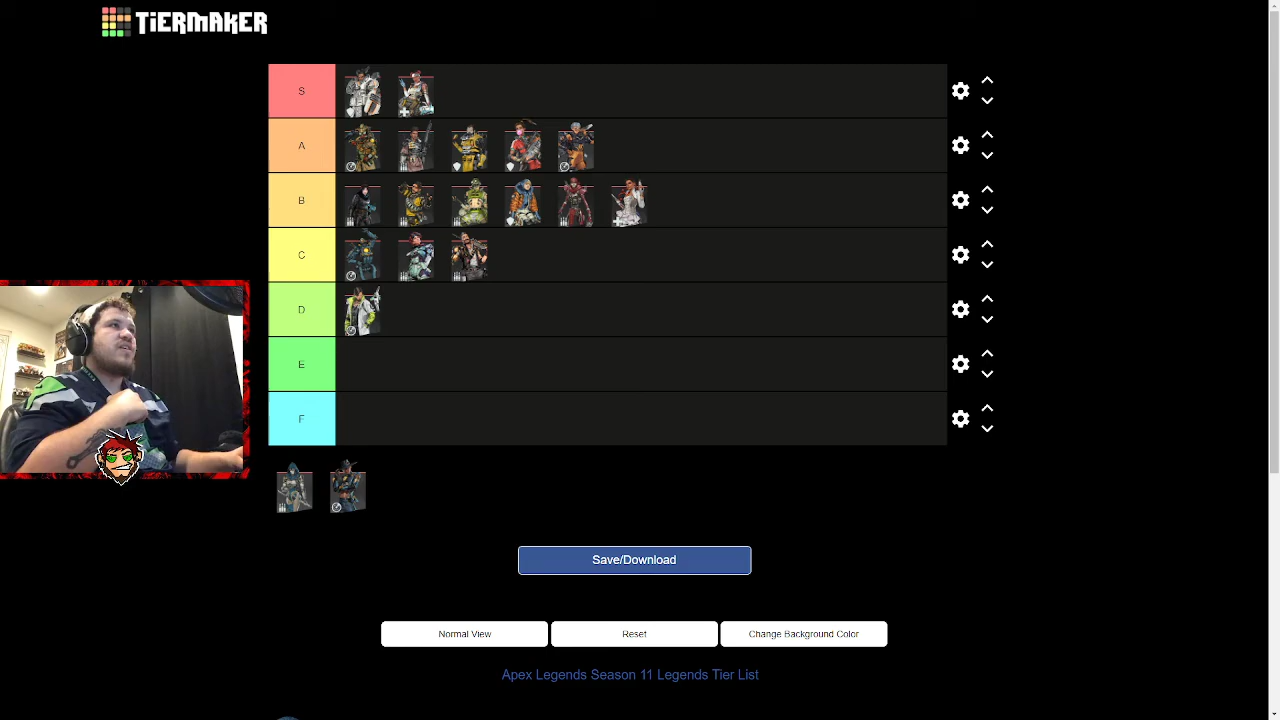 TiERMAKER
S
A
B
C
D
E
F
Save/Download
Normal View
Reset
Change Background Color
Apex Legends Season 11 Legends Tier List